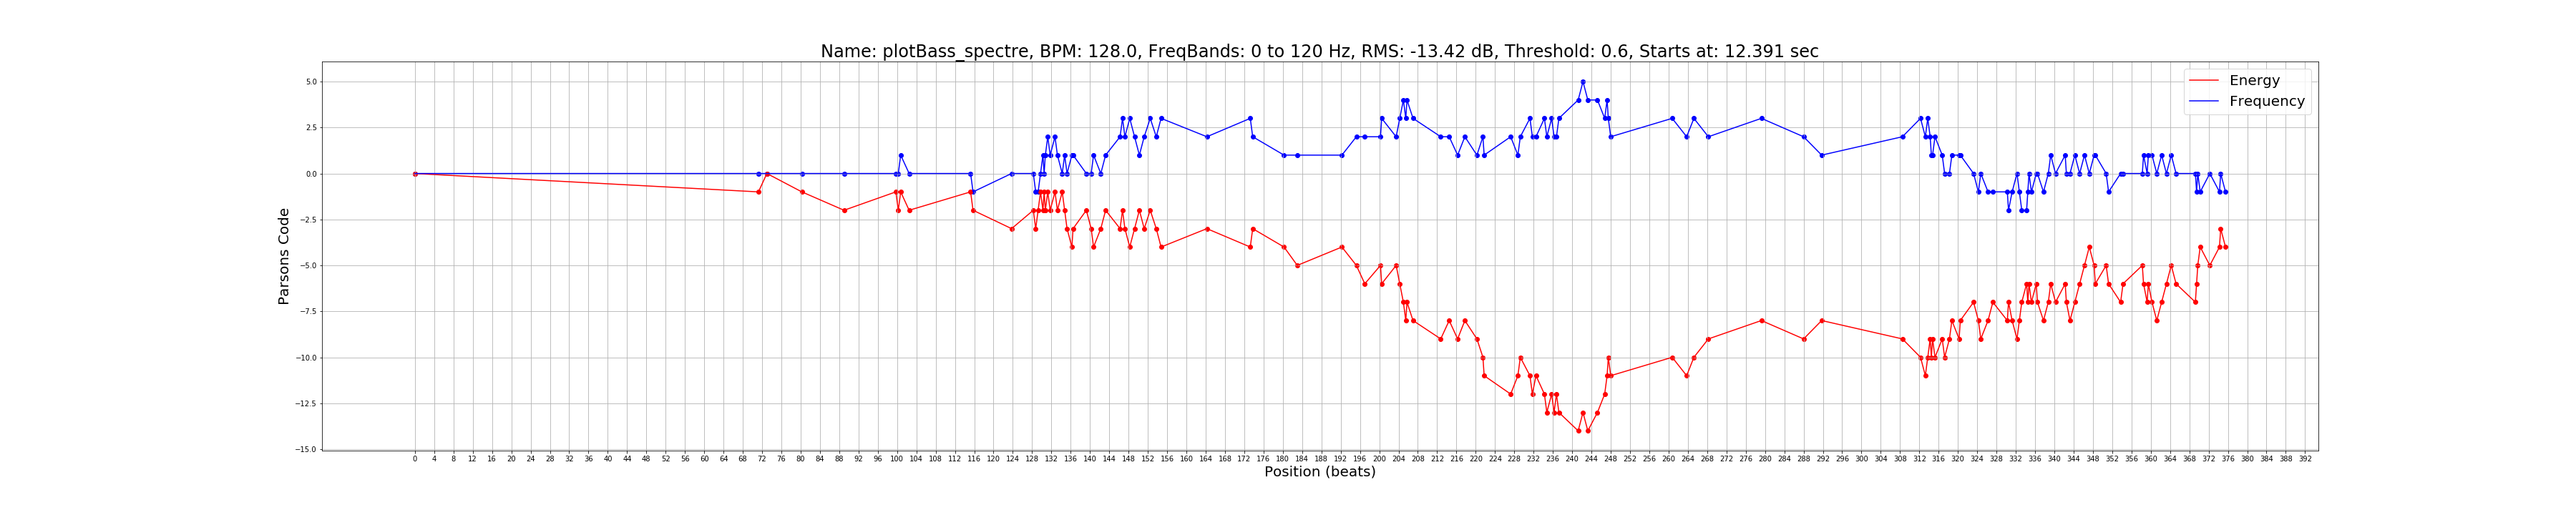 Name: plotBass_spectre, BPM: 128.0, FreqBands: 0 to 120 Hz, RMS: -13.42 dB, Threshold: 0.6, Starts at: 12.391 sec
Energy
Frequency
5.0
2.5
0.0
−2.5
−5.0
−7.5
−10.0
−12.5
−15.0
Parsons Code
0 4 8 12 16 20 24 28 32 36 40 44 48 52 56 60 64 68 72 76 80 84 88 92 96 100 104 108 112 116 120 124 128 132 136 140 144 148 152 156 160 164 168 172 176 180 184 188 192 196 200 204 208 212 216 220 224 228 232 236 240 244 248 252 256 260 264 268 272 276 280 284 288 292 296 300 304 308 312 316 320 324 328 332 336 340 344 348 352 356 360 364 368 372 376 380 384 388 392
Position (beats)